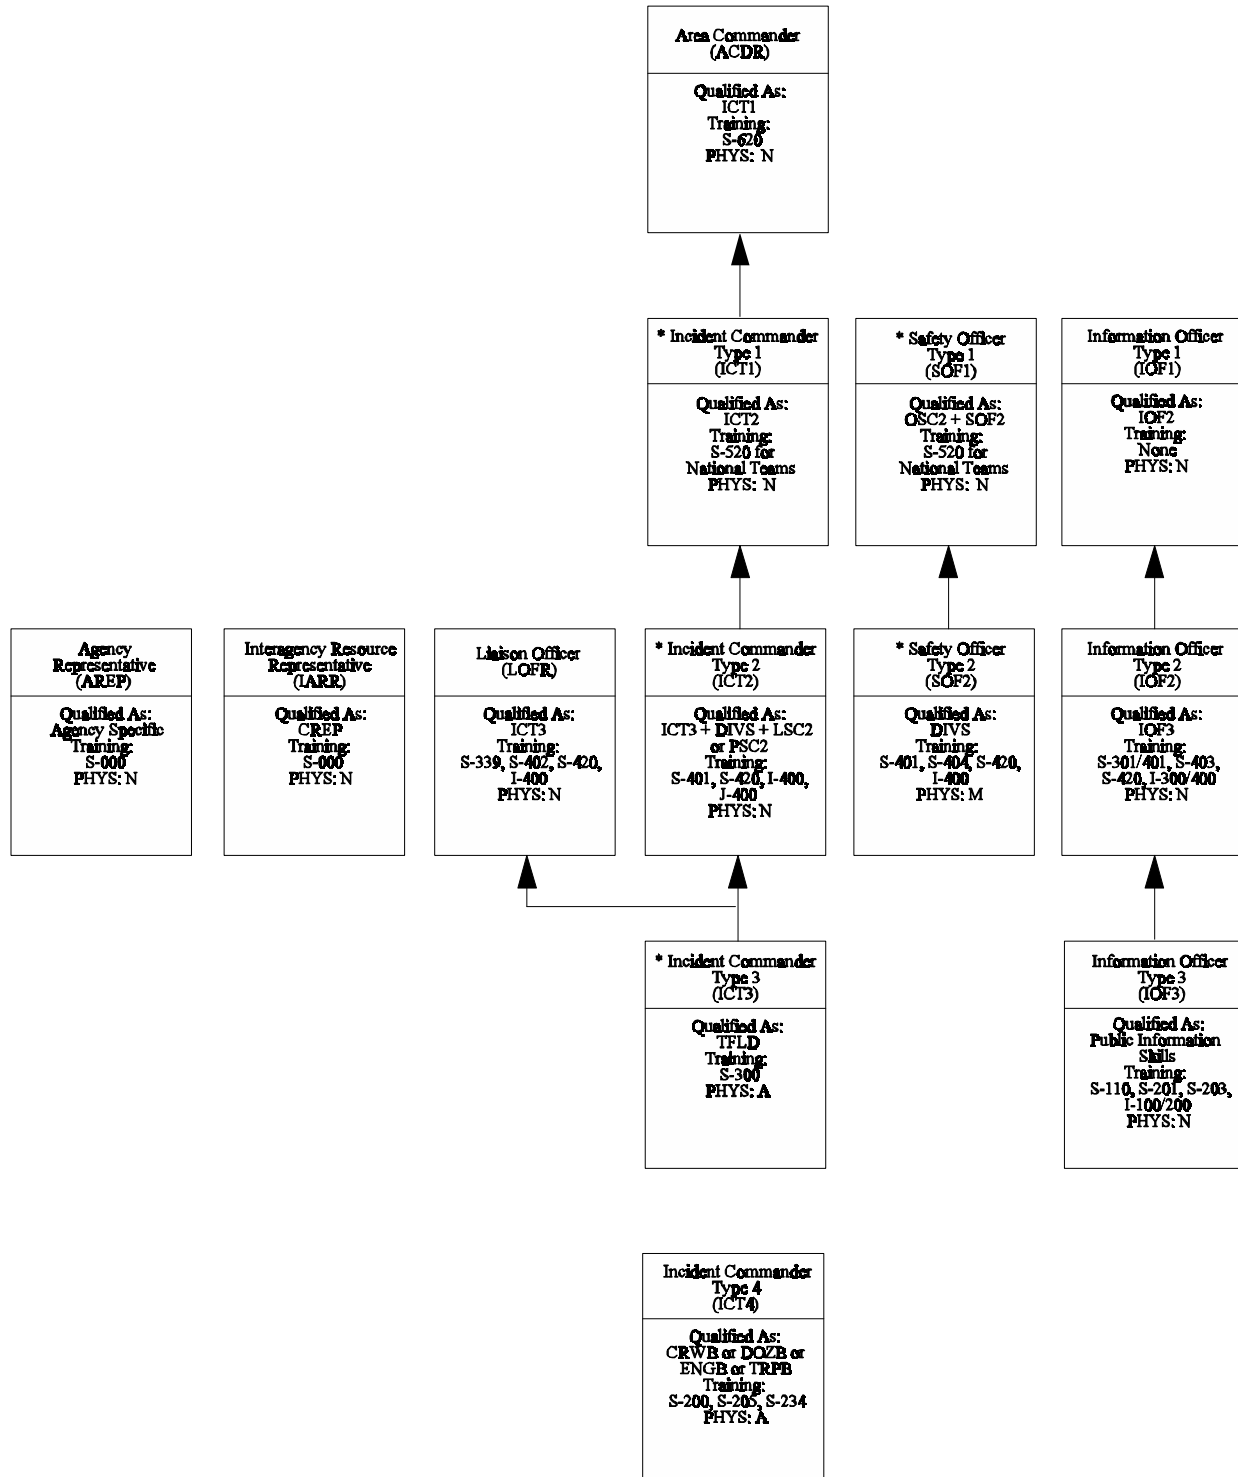 Area Commander
(ACDR)
Qualified As:
ICT1
Training:
S-620
PHYS: N
* Incident Commander
Type 1
(ICT1)
Qualified As:
ICT2
Training:
S-520 for
National Teams
PHYS: N
* Safety Officer
Type 1
(SOF1)
Qualified As:
OSC2 + SOF2
Training:
S-520 for
National Teams
PHYS: N
Information Officer
Type 1
(IOF1)
Qualified As:
IOF2
Training:
None
PHYS: N
Agency
Representative
(AREP)
Qualified As:
Agency Specific
Training:
S-000
PHYS: N
Interagency Resource
Representative
(IARR)
Qualified As:
CREP
Training:
S-000
PHYS: N
Liaison Officer
(LOFR)
Qualified As:
ICT3
Training:
S-339, S-402, S-420,
I-400
PHYS: N
* Incident Commander
Type 2
(ICT2)
Qualified As:
ICT3 + DIVS + LSC2
or PSC2
Training:
S-401, S-420, I-400,
J-400
PHYS: N
* Safety Officer
Type 2
(SOF2)
Qualified As:
DIVS
Training:
S-401, S-404, S-420,
I-400
PHYS: M
Information Officer
Type 2
(IOF2)
Qualified As:
IOF3
Training:
S-301/401, S-403,
S-420, I-300/400
PHYS: N
* Incident Commander
Type 3
(ICT3)
Qualified As:
TFLD
Training:
S-300
PHYS: A
Information Officer
Type 3
(IOF3)
Qualified As:
Public Information
Skills
Training:
S-110, S-201, S-203,
I-100/200
PHYS: N
Incident Commander
Type 4
(ICT4)
Qualified As:
CRWB or DOZB or
ENGB or TRPB
Training:
S-200, S-205, S-234
PHYS: A